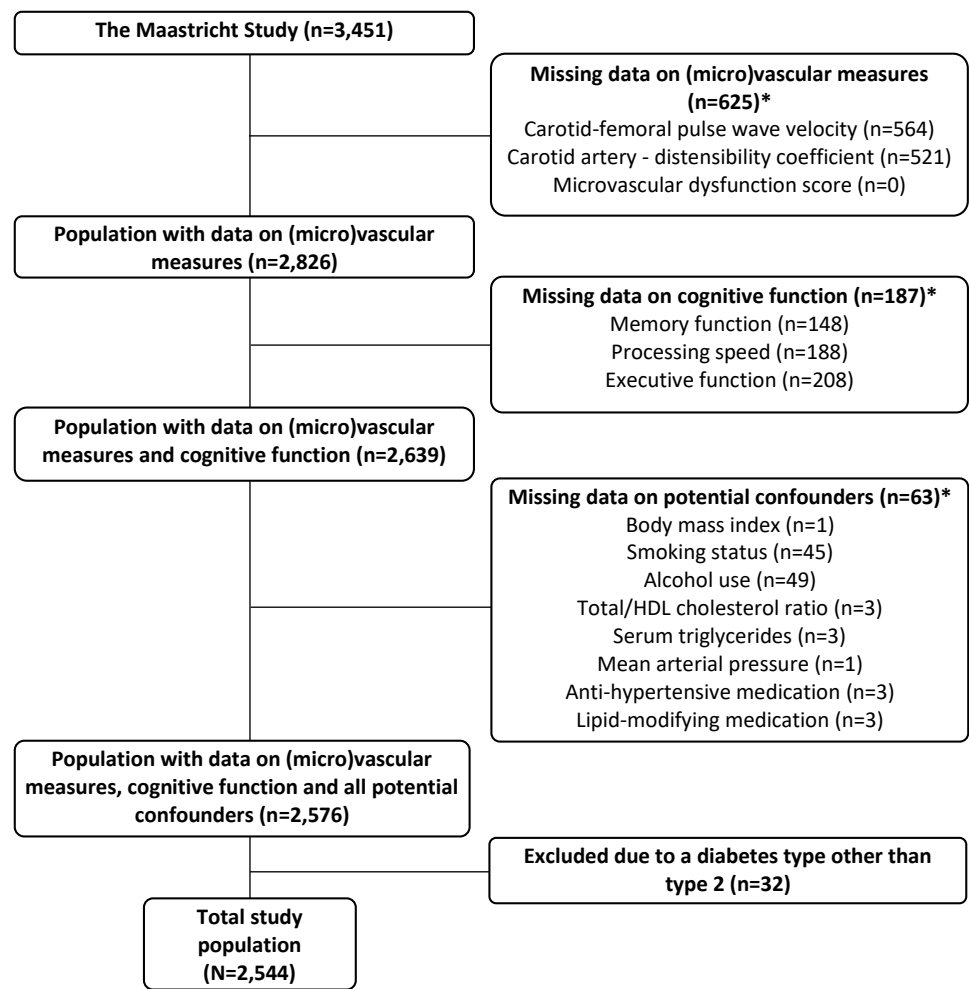 The Maastricht Study (n=3,451)
Missing data on (micro)vascular measures
(n=625)*
Carotid-femoral pulse wave velocity (n=564)
Carotid artery - distensibility coefficient (n=521)
Microvascular dysfunction score (n=0)
Population with data on (micro)vascular
measures (n=2,826)
Missing data on cognitive function (n=187)*
Memory function (n=148)
Processing speed (n=188)
Executive function (n=208)
Population with data on (micro)vascular
measures and cognitive function (n=2,639)
Missing data on potential confounders (n=63)*
Body mass index (n=1)
Smoking status (n=45)
Alcohol use (n=49)
Total/HDL cholesterol ratio (n=3)
Serum triglycerides (n=3)
Mean arterial pressure (n=1)
Anti-hypertensive medication (n=3)
Lipid-modifying medication (n=3)
Population with data on (micro)vascular
measures, cognitive function and all potential
confounders (n=2,576)
Excluded due to a diabetes type other than
type 2 (n=32)
Total study
population
(N=2,544)